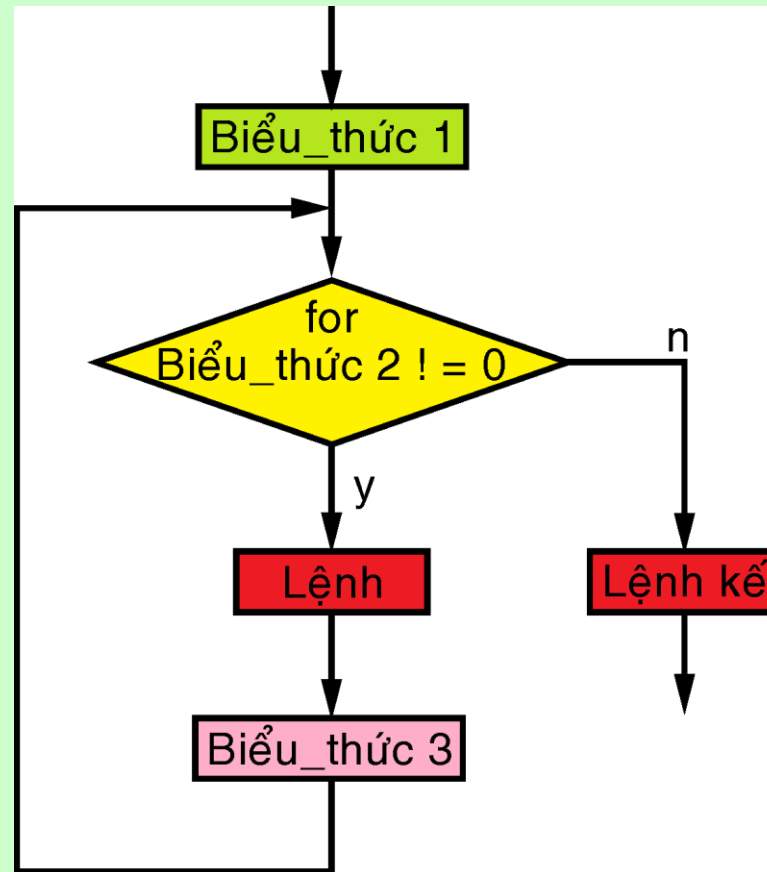 Biểu_thức 1
for
Biểu_thức 2 ! = 0
n
y
Lệnh
Lệnh kế
Biểu_thức 3